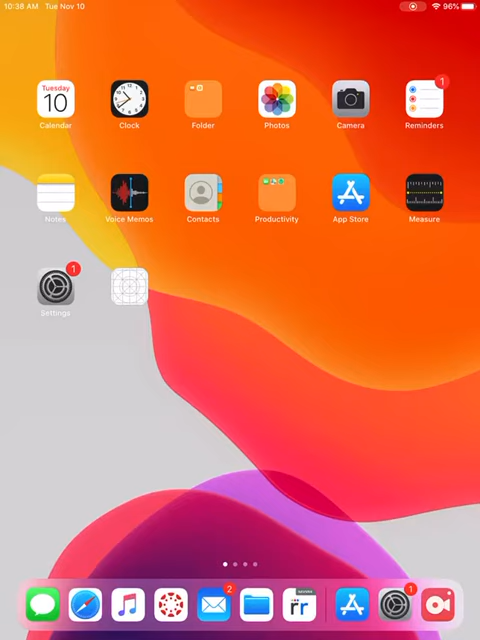 10:38 AM Tue Nov 10 96%
Tuesday
10
1
Calendar Clock Folder Photos Camera Reminders
Notes Voice Memos Contacts Productivity App Store Measure
1
Settings
2 rr 1